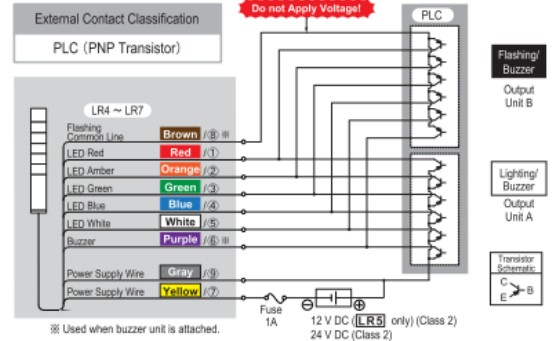 External Contact Classification
PLC (PNP Transistor)
Do not Apply Voltage!
PLC
Flashing/
Buzzer
Output
Unit B
LR4 ~ LR7
Flashing
Common Line
Brown /⑧ ※
LED Red
Red /①
LED Amber
Orange /②
LED Green
Green /③
LED Blue
Blue /④
LED White
White /⑤
Buzzer
Purple /⑥ ※
Power Supply Wire
Gray /⑨
Power Supply Wire
Yellow /⑦
Lighting/
Buzzer
Output
Unit A
Transistor
Schematic
C
B
E
Fuse
1A
⊖
⊕
12 V DC (LR5 only) (Class 2)
24 V DC (Class 2)
※ Used when buzzer unit is attached.